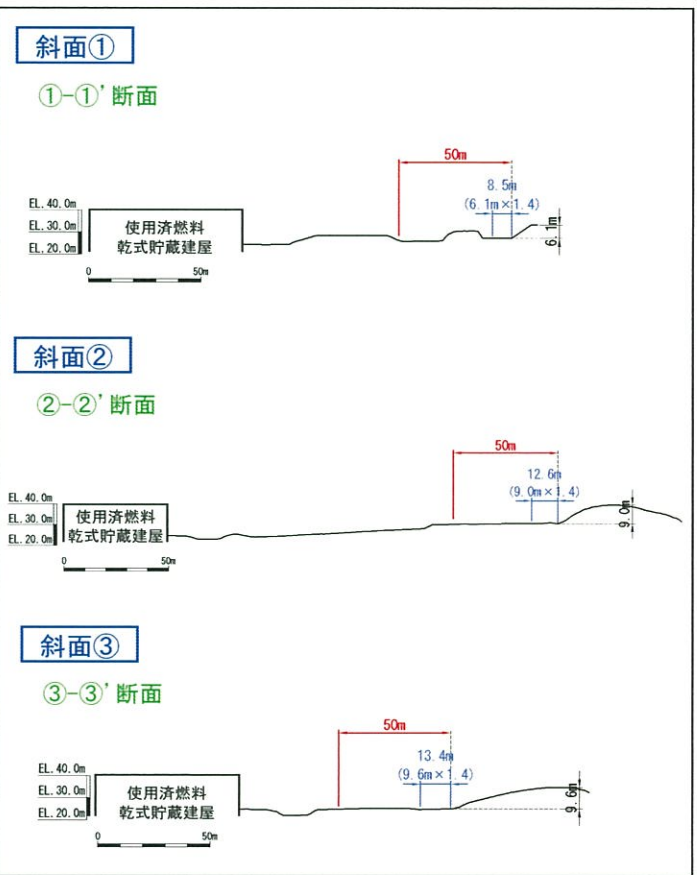 斜面①
①-①'断面
50m
8.5m
(6.1m×1.4)
6.1m
EL.40.0m
EL.30.0m
EL.20.0m
使用済燃料
乾式貯蔵建屋
0 50m
斜面②
②-②'断面
50m
12.6m
(9.0m×1.4)
9.0m
EL.40.0m
EL.30.0m
EL.20.0m
使用済燃料
乾式貯蔵建屋
0 50m
斜面③
③-③'断面
50m
13.4m
(9.6m×1.4)
9.6m
EL.40.0m
EL.30.0m
EL.20.0m
使用済燃料
乾式貯蔵建屋
0 50m